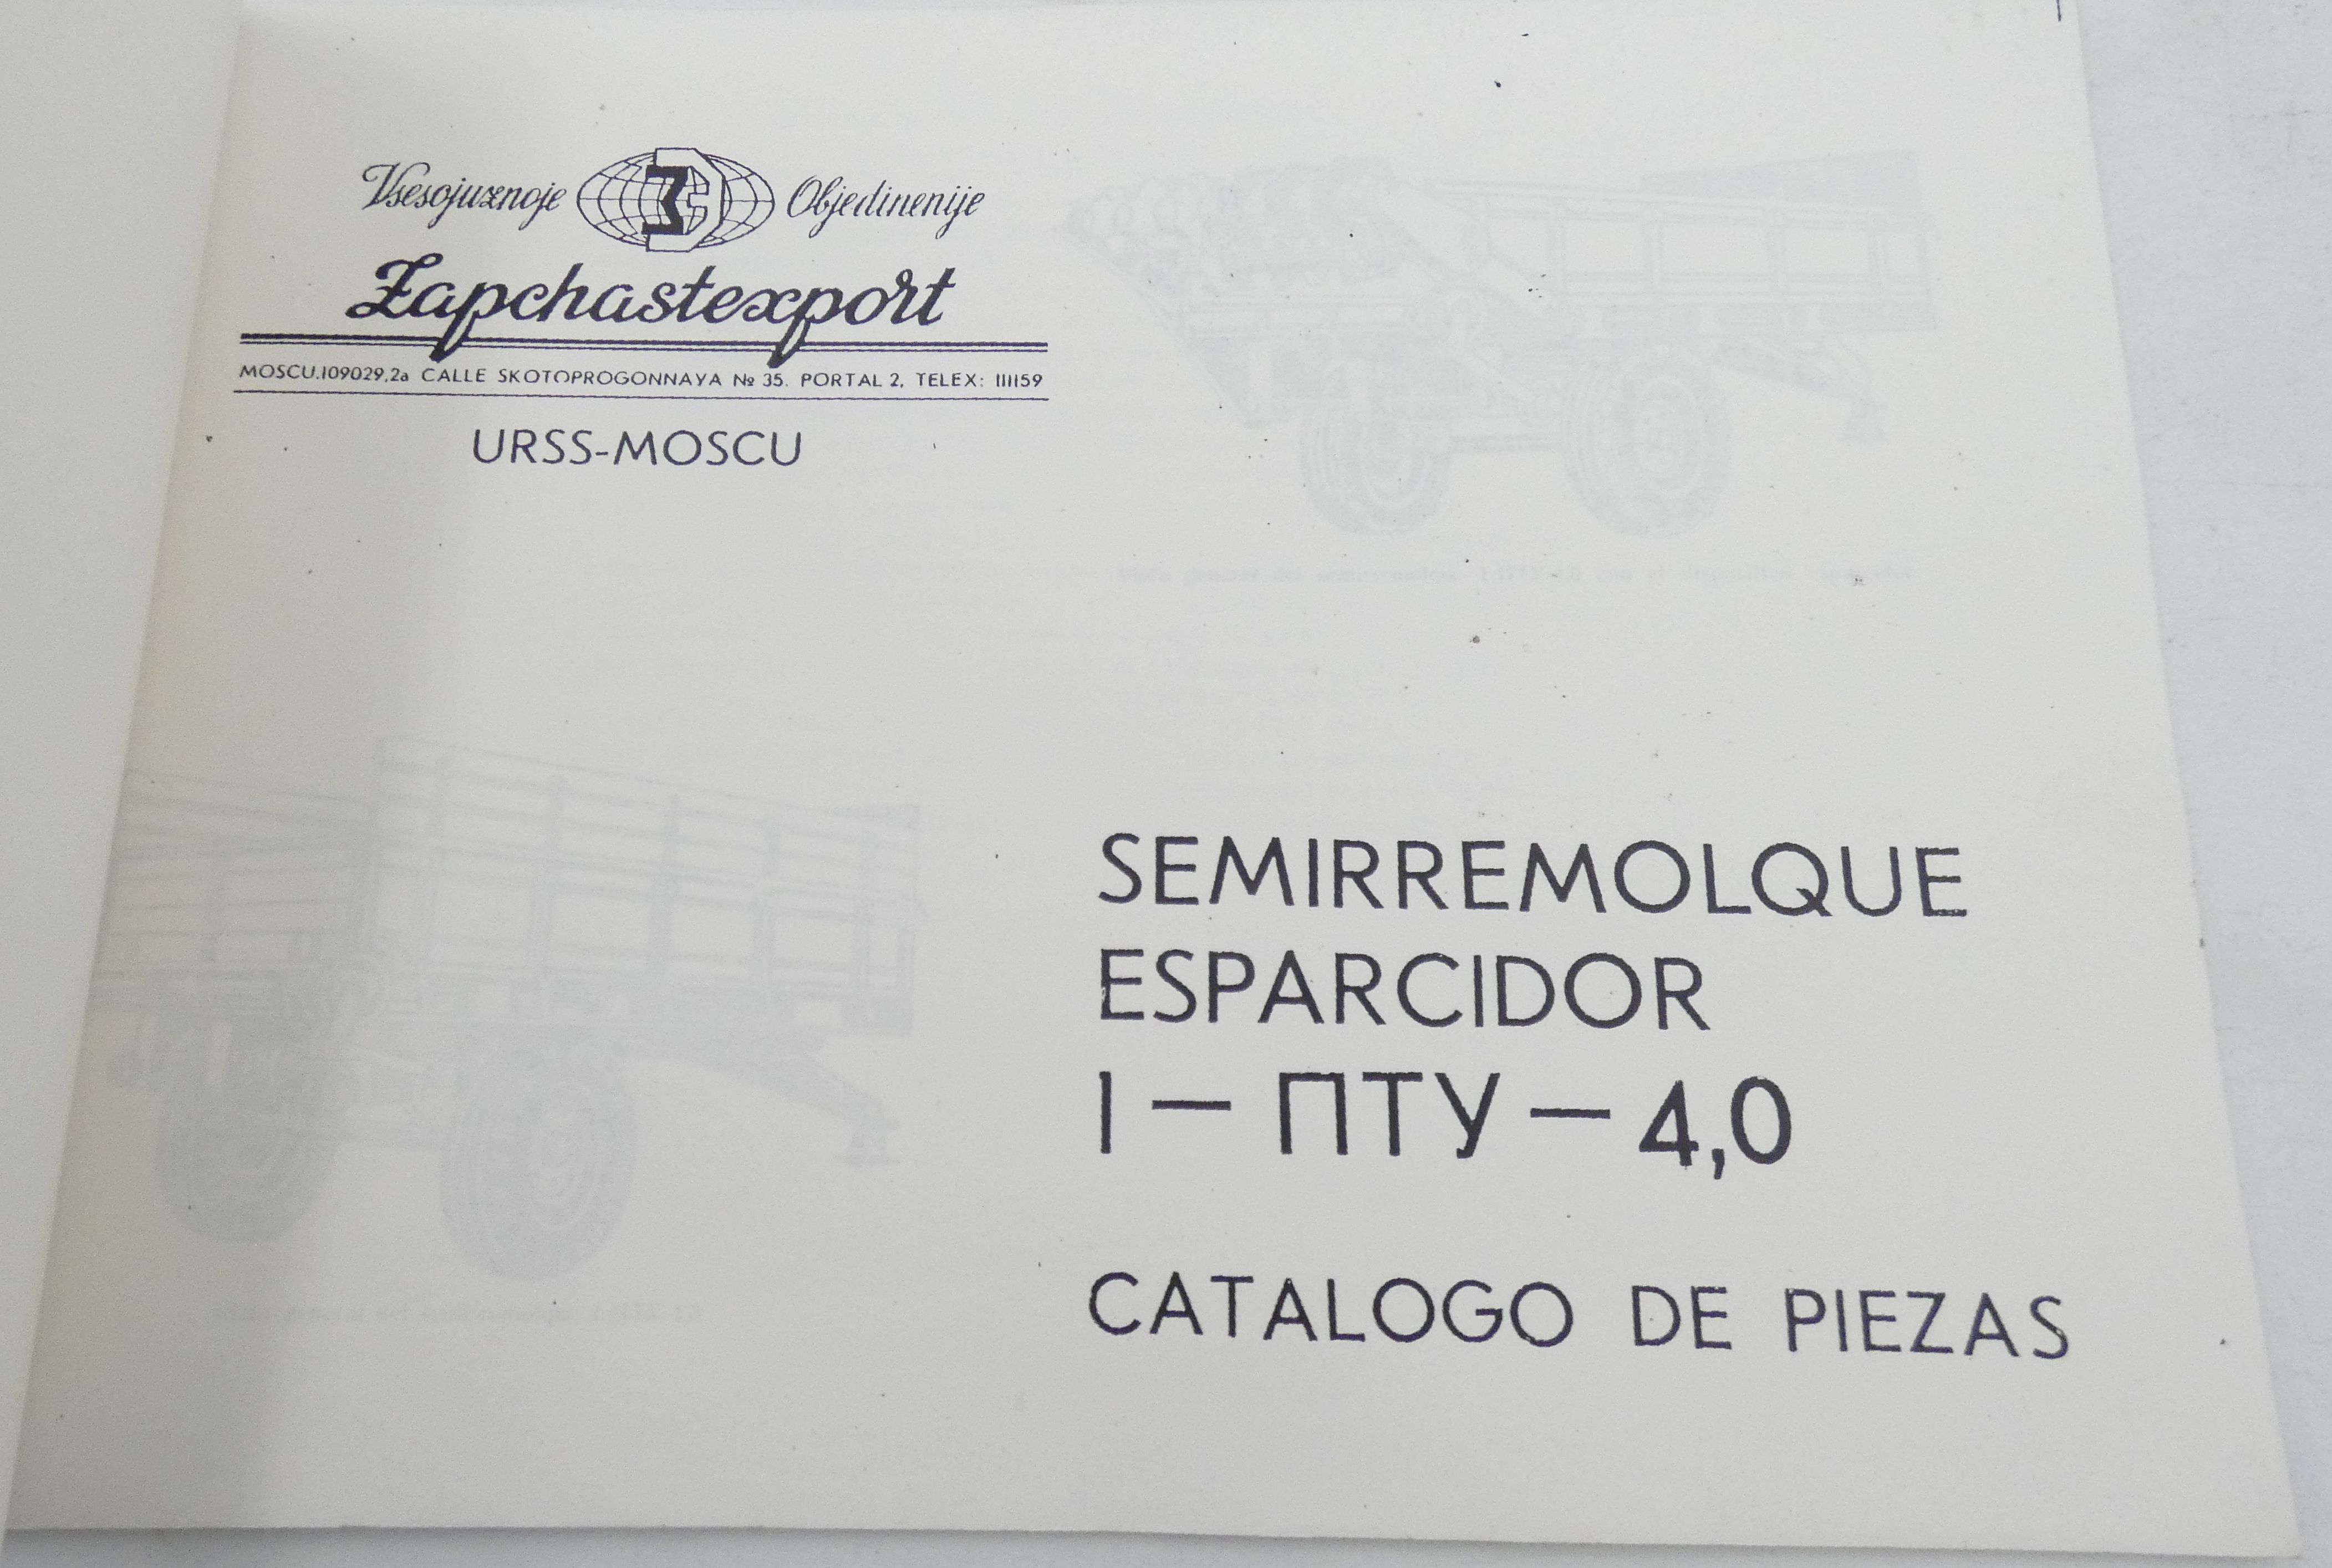 Vsesojuznoje Objedinenije
Zapchastexport
MOSCU.109029,2a CALLE SKOTOPROGONNAYA № 35. PORTAL 2, TELEX: 111159
URSS-MOSCU
SEMIRREMOLQUE
ESPARCIDOR
I — ПТУ — 4,0
CATALOGO DE PIEZAS